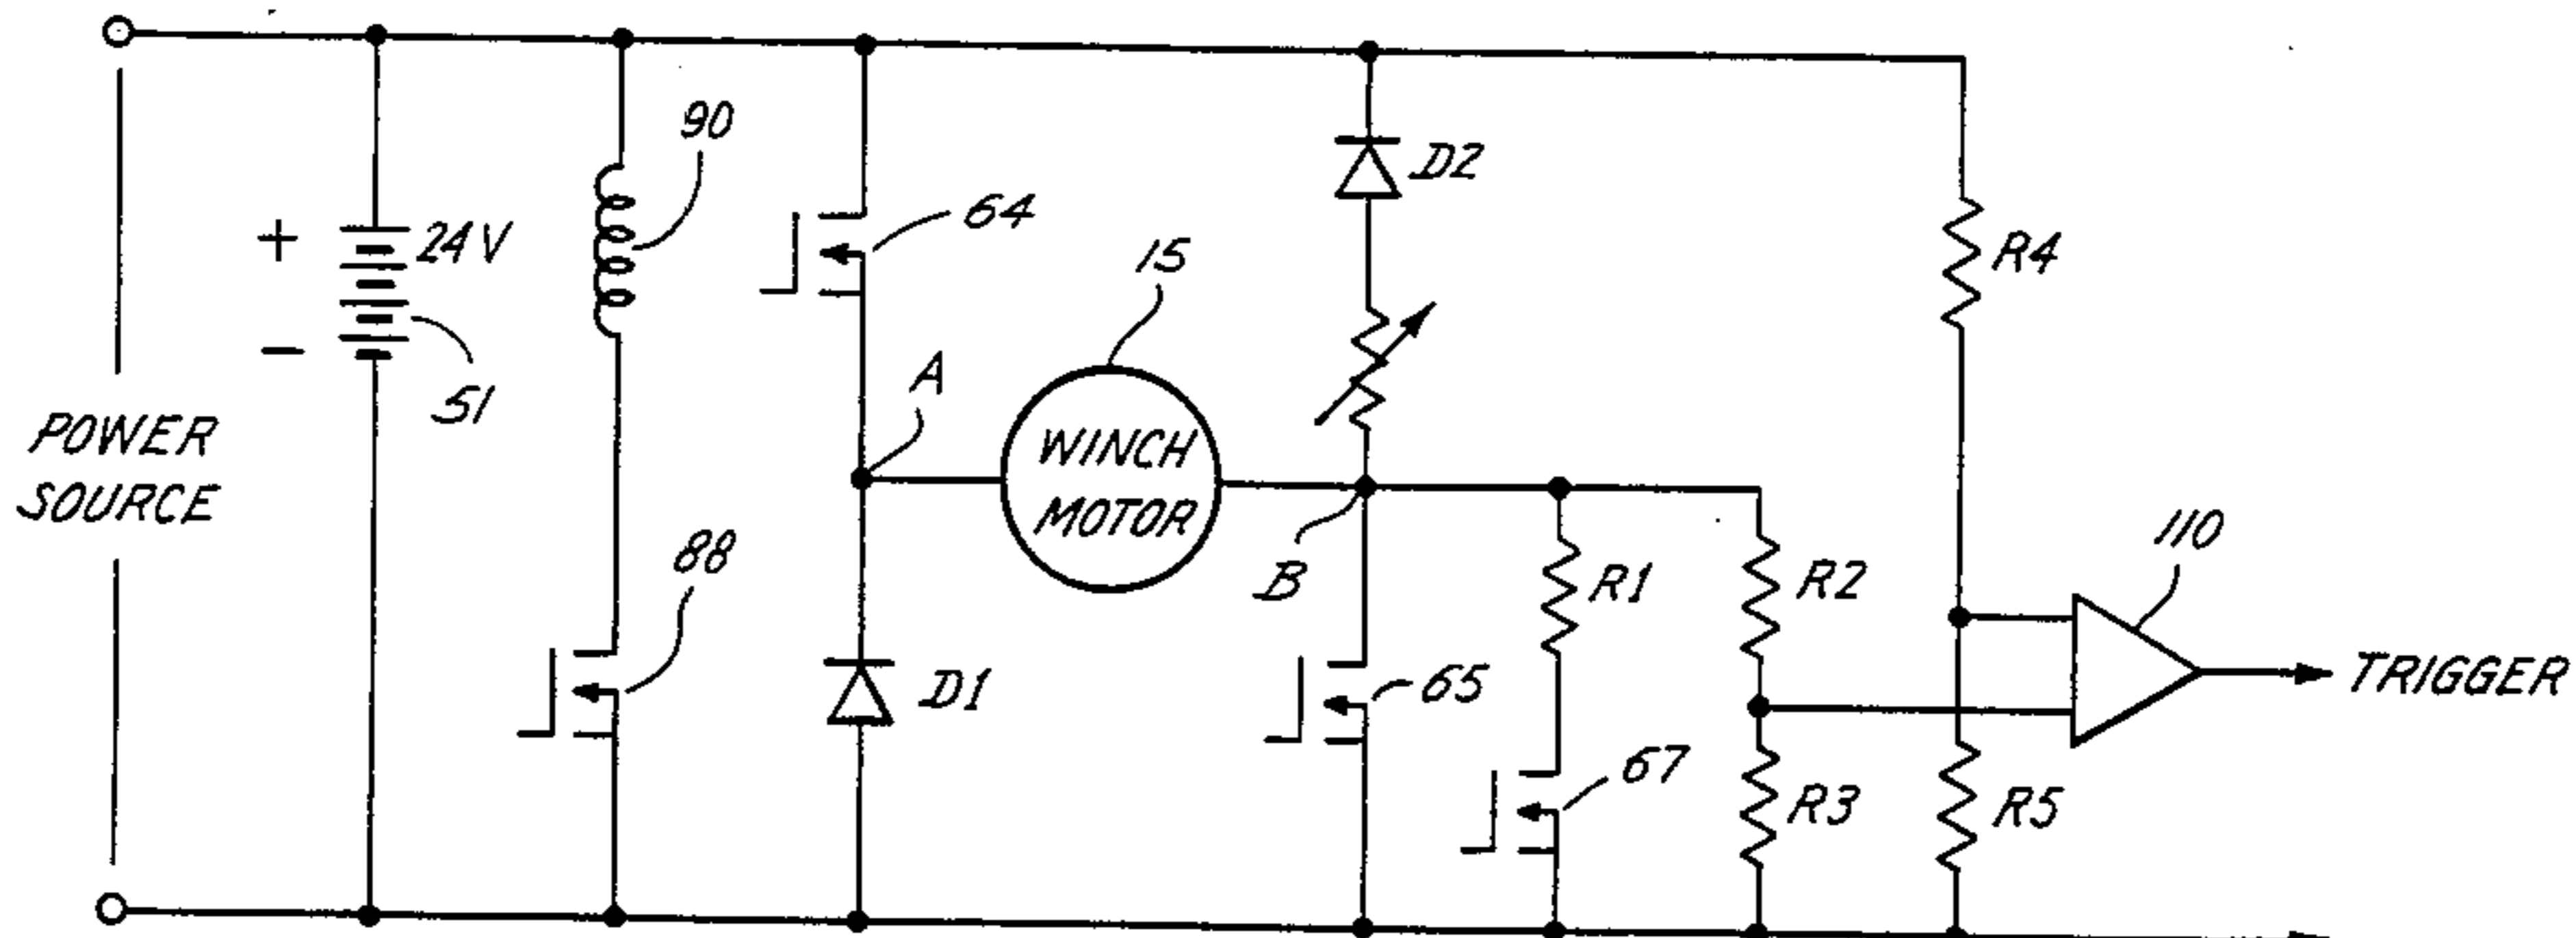 90
D2
+
24V
64
15
R4
−
A
51
POWER
SOURCE
WINCH
MOTOR
110
88
B
R1
R2
D1
65
TRIGGER
67
R3
R5